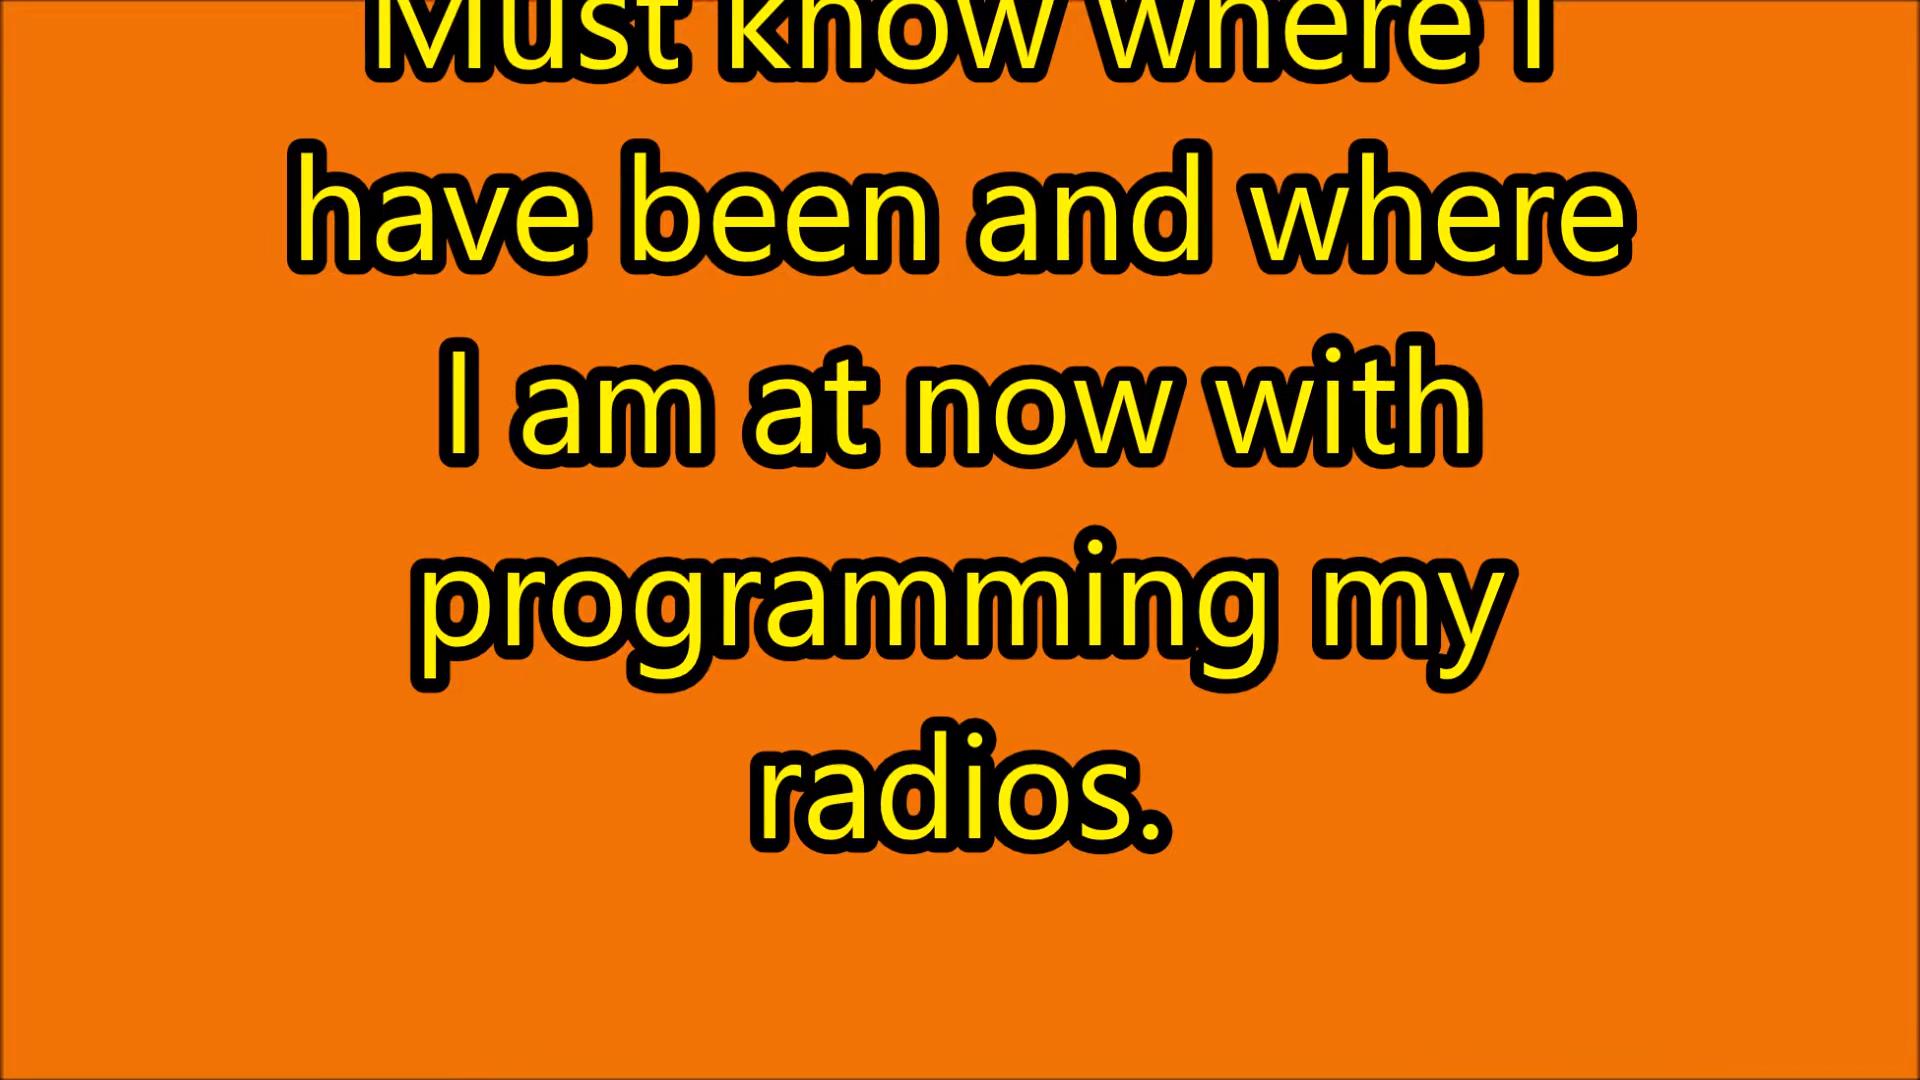 Must know where I
have been and where
I am at now with
programming my
radios.